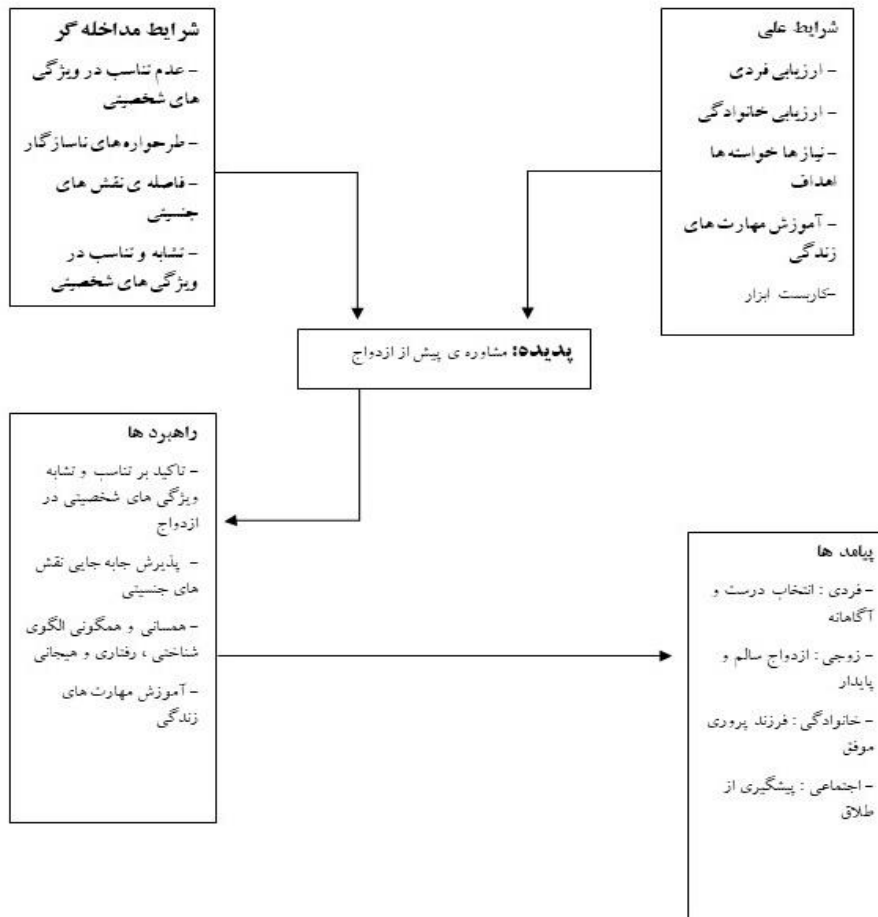 شرایط علی
- ارزیابی فردی
- ارزیابی خانوادگی
- نیازها خواسته ها
اهداف
- آموزش مهارت های
زندگی
-کاربست ابزار
شرایط مداخله گر
- عدم تناسب در ویژگی
های شخصیتی
- طرحواره های ناسازگار
- فاصله ی نقش های
جنسیتی
- تشابه و تناسب در
ویژگی های شخصیتی
پدیده: مشاوره ی پیش از ازدواج
راهبرد ها
- تاکید بر تناسب و تشابه
ویژگی های شخصیتی در
ازدواج
- پذیرش جابه جایی نقش
های جنسیتی
- همسانی و همگونی الگوی
شناختی ، رفتاری و هیجانی
- آموزش مهارت های
زندگی
پیامد ها
- فردی : انتخاب درست و
آگاهانه
- زوجی : ازدواج سالم و
پایدار
- خانوادگی : فرزند پروری
موفق
- اجتماعی : پیشگیری از
طلاق